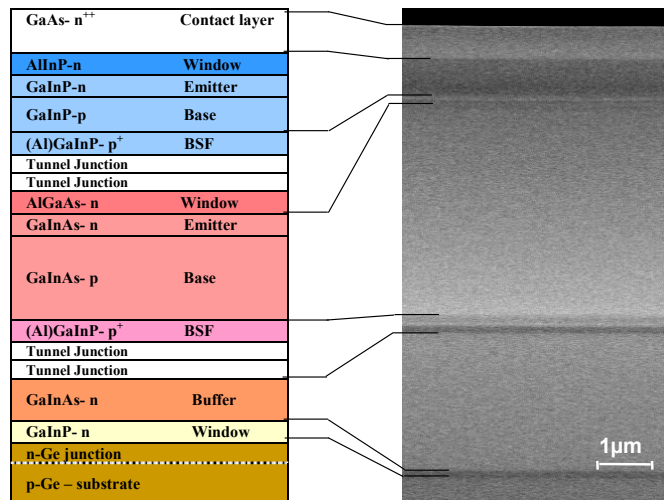 GaAs- n++ Contact layer
AlInP-n Window
GaInP-n Emitter
GaInP-p Base
(Al)GaInP- p+ BSF
Tunnel Junction
Tunnel Junction
AlGaAs- n Window
GaInAs- n Emitter
GaInAs- p Base
(Al)GaInP- p+ BSF
Tunnel Junction
Tunnel Junction
GaInAs- n Buffer
GaInP- n Window
n-Ge junction
p-Ge – substrate
1µm